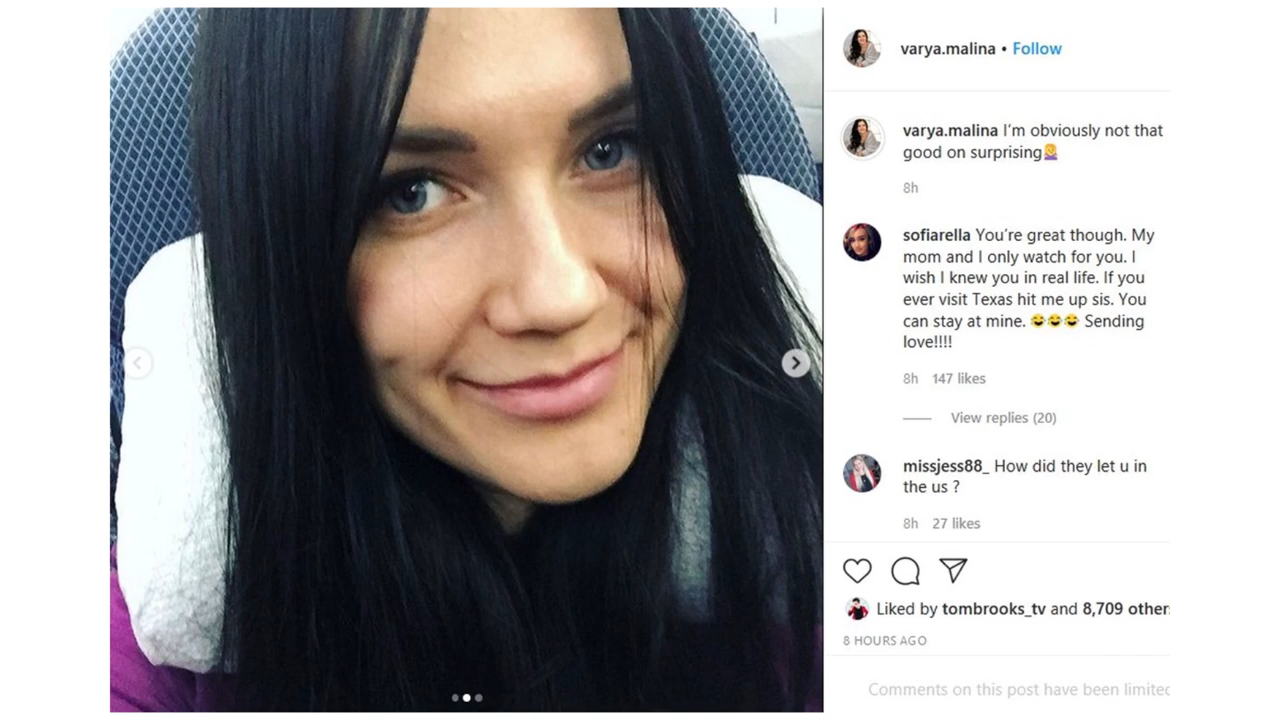 varya.malina • Follow
varya.malina I'm obviously not that
good on surprising🤦‍♀️
8h
sofiarella You're great though. My
mom and I only watch for you. I
wish I knew you in real life. If you
ever visit Texas hit me up sis. You
can stay at mine. 😂😂😂 Sending
love!!!!
8h 147 likes
View replies (20)
missjess88_ How did they let u in
the us ?
8h 27 likes
Liked by tombrooks_tv and 8,709 other
8 HOURS AGO
Comments on this post have been limited